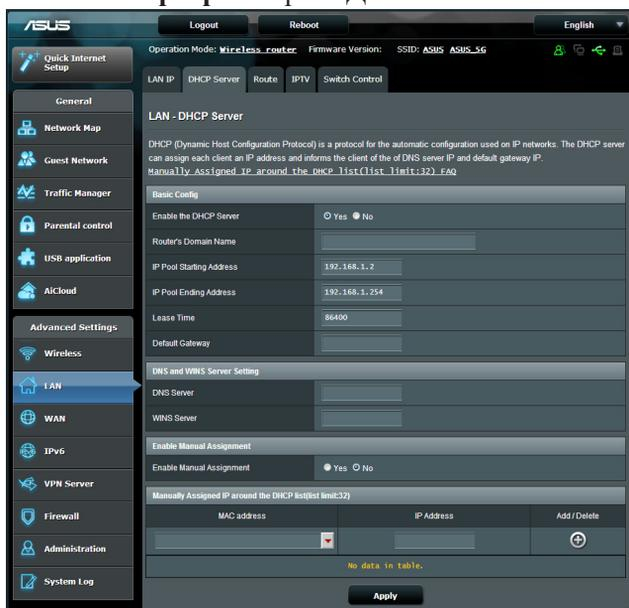 ASUS
Logout
Reboot
English
Quick Internet
Setup
Operation Mode: Wireless router Firmware Version: SSID: ASUS ASUS_5G
LAN IP
DHCP Server
Route
IPTV
Switch Control
General
Network Map
Guest Network
Traffic Manager
Parental control
USB application
AiCloud
Advanced Settings
Wireless
LAN
WAN
IPv6
VPN Server
Firewall
Administration
System Log
LAN - DHCP Server
DHCP (Dynamic Host Configuration Protocol) is a protocol for the automatic configuration used on IP networks. The DHCP server
can assign each client an IP address and informs the client of the of DNS server IP and default gateway IP.
Manually Assigned IP around the DHCP list(list limit:32) FAQ
Basic Config
Enable the DHCP Server Yes No
Router's Domain Name
IP Pool Starting Address 192.168.1.2
IP Pool Ending Address 192.168.1.254
Lease Time 86400
Default Gateway
DNS and WINS Server Setting
DNS Server
WINS Server
Enable Manual Assignment
Enable Manual Assignment Yes No
Manually Assigned IP around the DHCP list(list limit:32)
MAC address IP Address Add / Delete
No data in table.
Apply